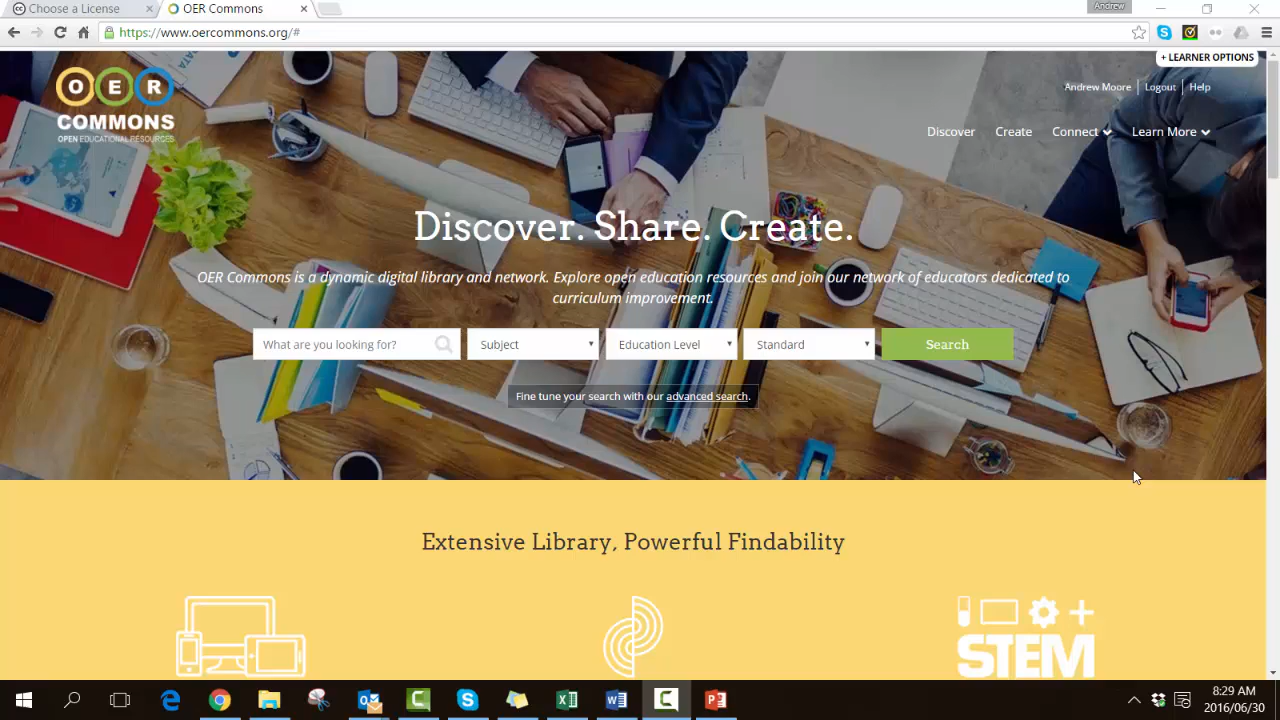 Choose a License
OER Commons
Andrew
https://www.oercommons.org/#
+ LEARNER OPTIONS
OER
COMMONS
OPEN EDUCATIONAL RESOURCES
Andrew Moore
Logout
Help
Discover
Create
Connect
Learn More
Discover. Share. Create.
OER Commons is a dynamic digital library and network. Explore open education resources and join our network of educators dedicated to
curriculum improvement.
What are you looking for?
Subject
Education Level
Standard
Search
Fine tune your search with our advanced search.
Extensive Library, Powerful Findability
STEM
8:29 AM
2016/06/30